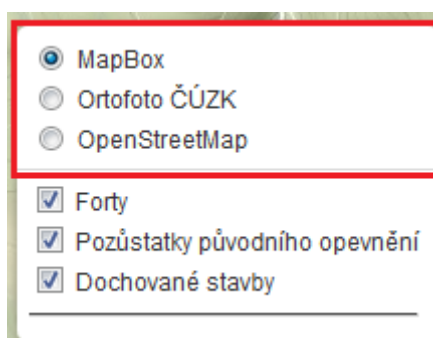 MapBox
Ortofoto ČÚZK
OpenStreetMap
Forty
Pozůstatky původního opevnění
Dochované stavby